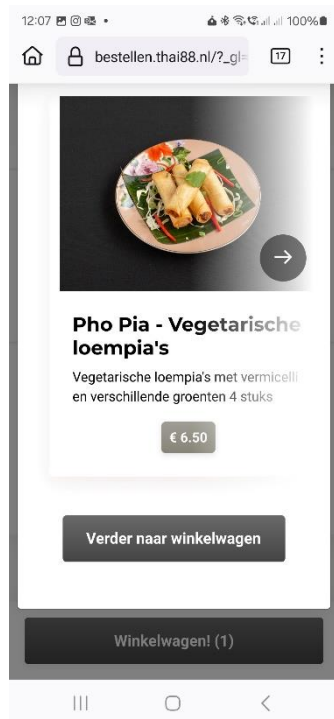 12:07
100%
bestellen.thai88.nl/?_gl=
17
Pho Pia - Vegetarische
loempia's
Vegetarische loempia's met vermicelli
en verschillende groenten 4 stuks
€ 6.50
Verder naar winkelwagen
Winkelwagen! (1)